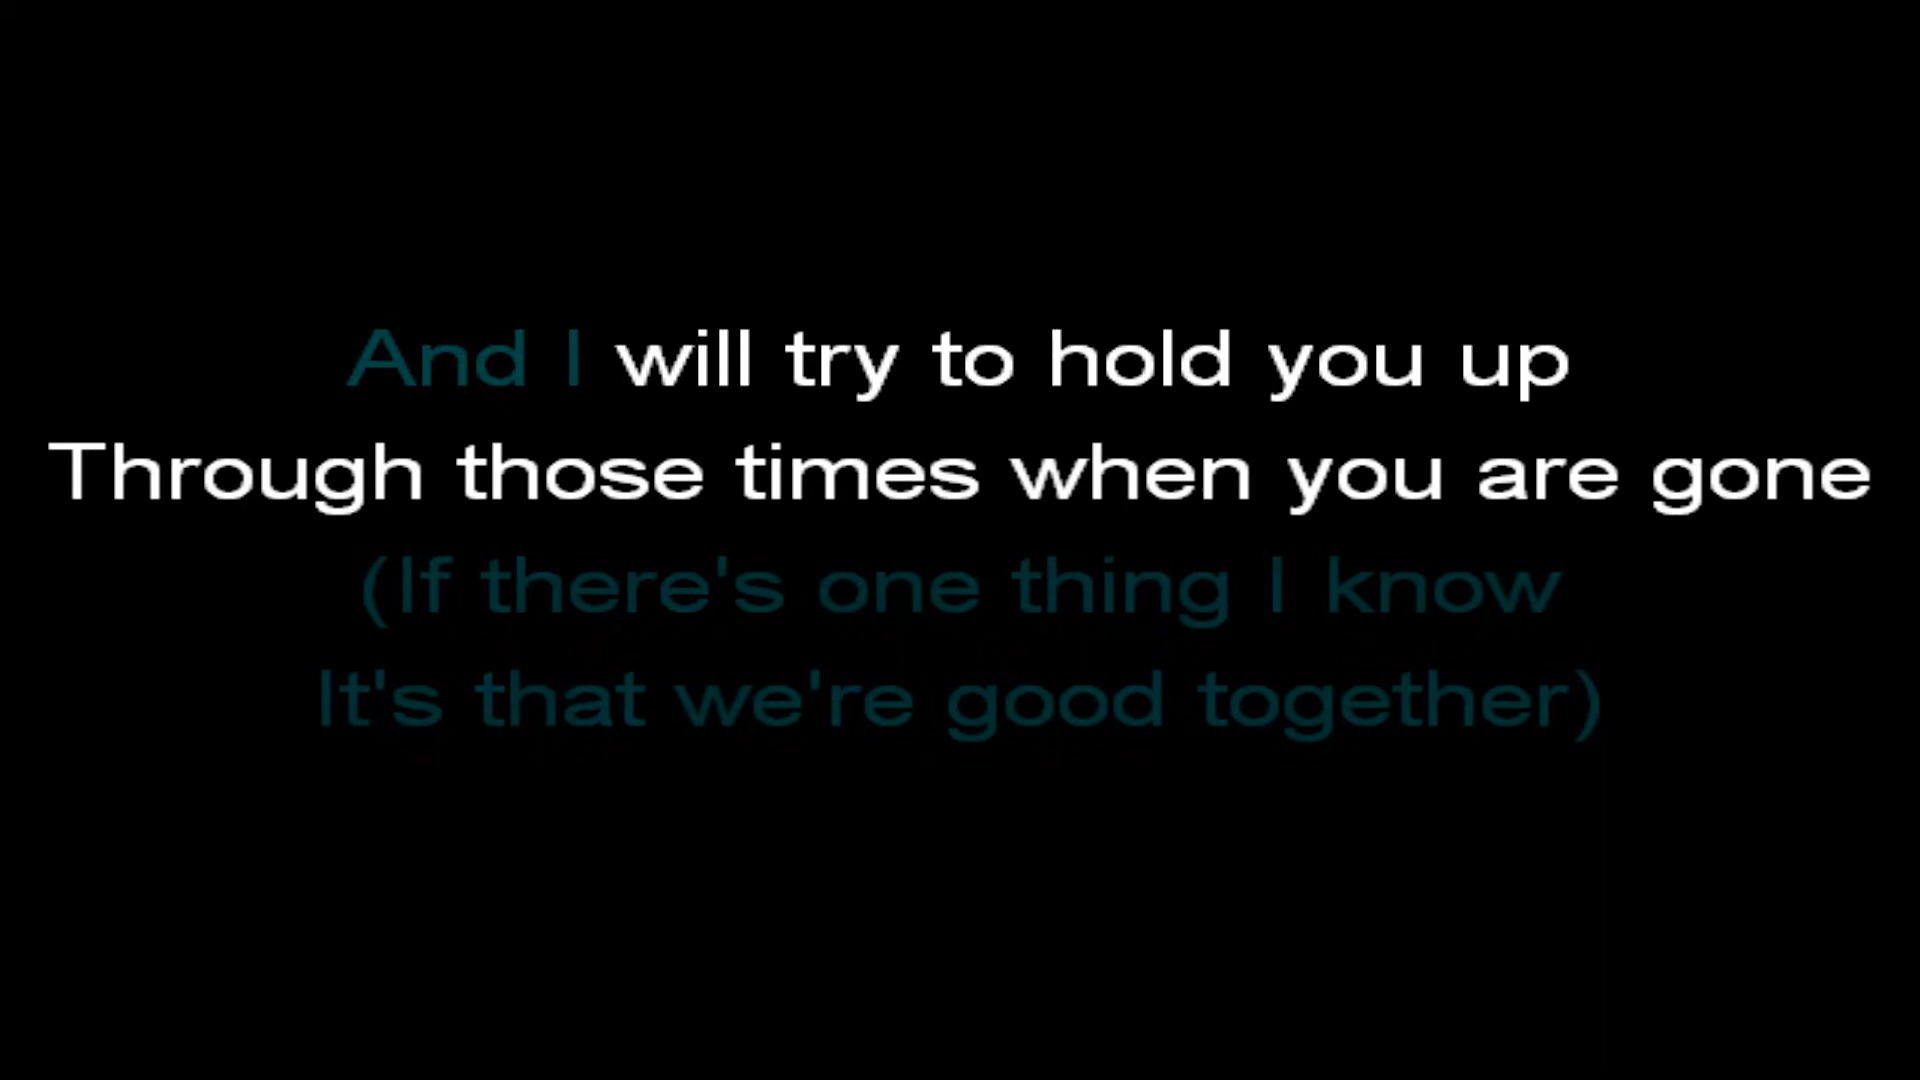 And I will try to hold you up
Through those times when you are gone
(If there's one thing I know
It's that we're good together)